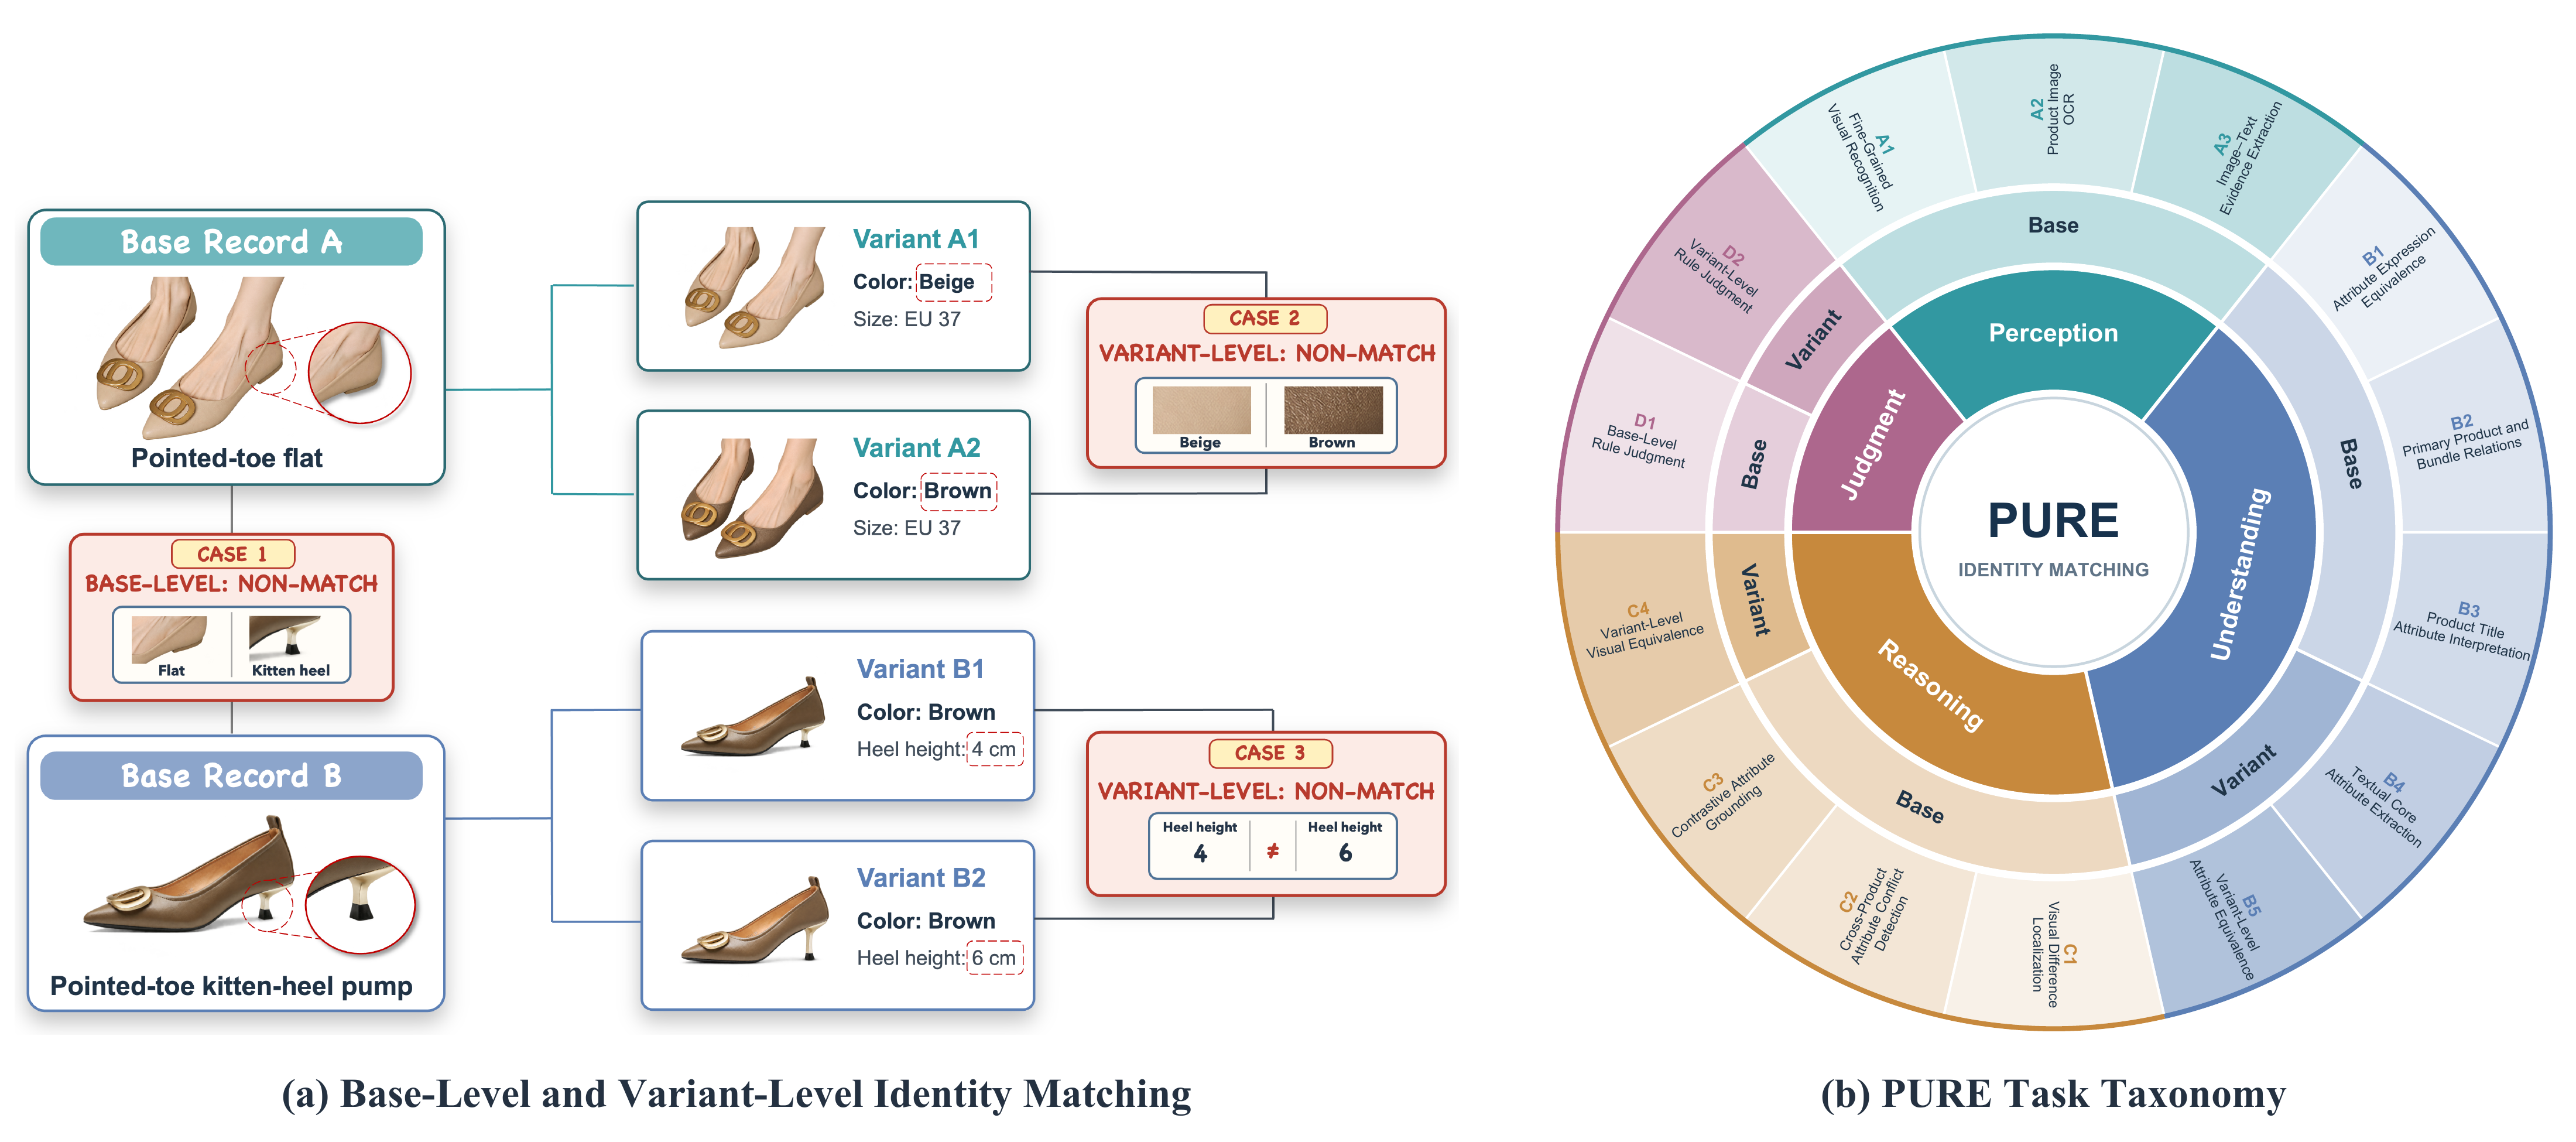 Base Record A
Pointed-toe flat
CASE 1
BASE-LEVEL: NON-MATCH
Flat
Kitten heel
Base Record B
Pointed-toe kitten-heel pump
Variant A1
Color: Beige
Size: EU 37
Variant A2
Color: Brown
Size: EU 37
CASE 2
VARIANT-LEVEL: NON-MATCH
Beige
Brown
Variant B1
Color: Brown
Heel height: 4 cm
Variant B2
Color: Brown
Heel height: 6 cm
CASE 3
VARIANT-LEVEL: NON-MATCH
Heel height
4
≠
Heel height
6
(a) Base-Level and Variant-Level Identity Matching
PURE
IDENTITY MATCHING
Perception
Base
A1
Fine-Grained
Visual Recognition
A2
Product Image
OCR
A3
Image–Text
Evidence Extraction
Understanding
Base
B1
Attribute Expression
Equivalence
B2
Primary Product and
Bundle Relations
B3
Product Title
Attribute Interpretation
Variant
B4
Textual Core
Attribute Extraction
B5
Variant-Level
Attribute Equivalence
Reasoning
Base
C1
Visual Difference
Localization
C2
Cross-Product
Attribute Conflict
Detection
C3
Contrastive Attribute
Grounding
Variant
C4
Variant-Level
Visual Equivalence
Judgment
Base
D1
Base-Level
Rule Judgment
Variant
D2
Variant-Level
Rule Judgment
(b) PURE Task Taxonomy